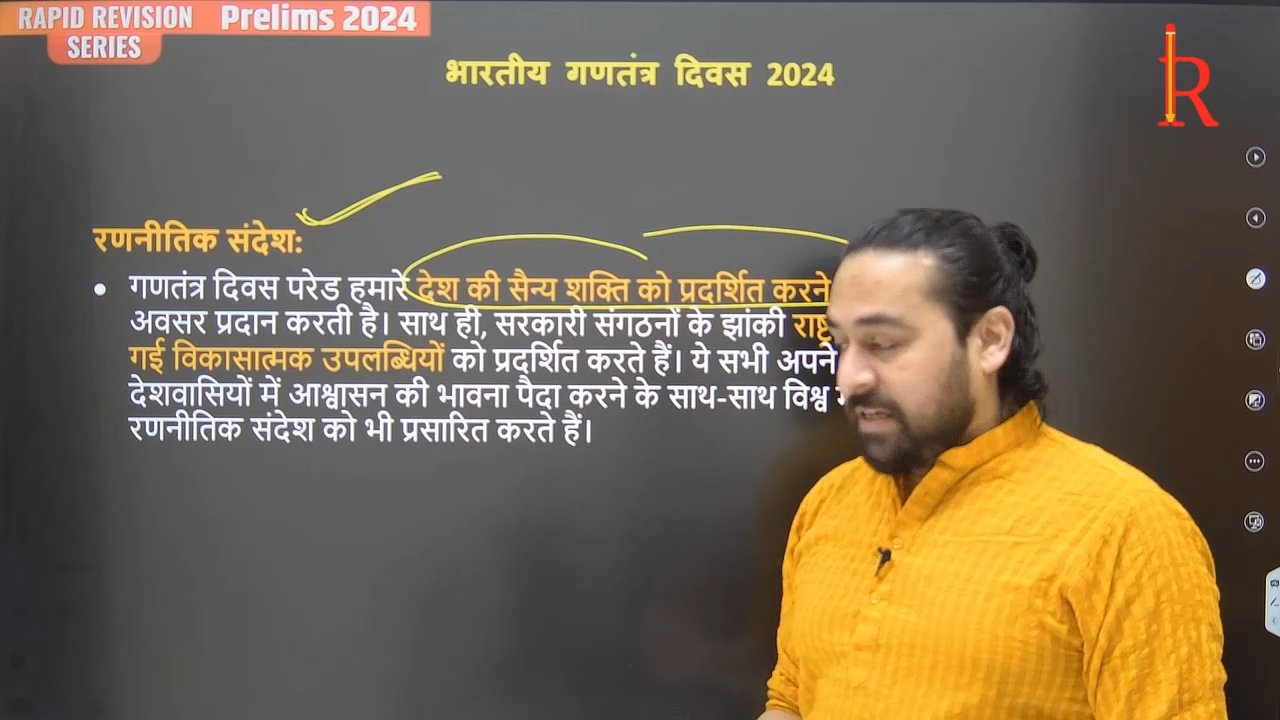 RAPID REVISION Prelims 2024
SERIES
भारतीय गणतंत्र दिवस 2024
R
रणनीतिक संदेश:
• गणतंत्र दिवस परेड हमारे देश की सैन्य शक्ति को प्रदर्शित करने
अवसर प्रदान करती है। साथ ही, सरकारी संगठनों के झांकी
गई विकासात्मक उपलब्धियों को प्रदर्शित करते हैं। ये सभी अपने
देशवासियों में आश्वासन की भावना पैदा करने के साथ-साथ विश्व
रणनीतिक संदेश को भी प्रसारित करते हैं।